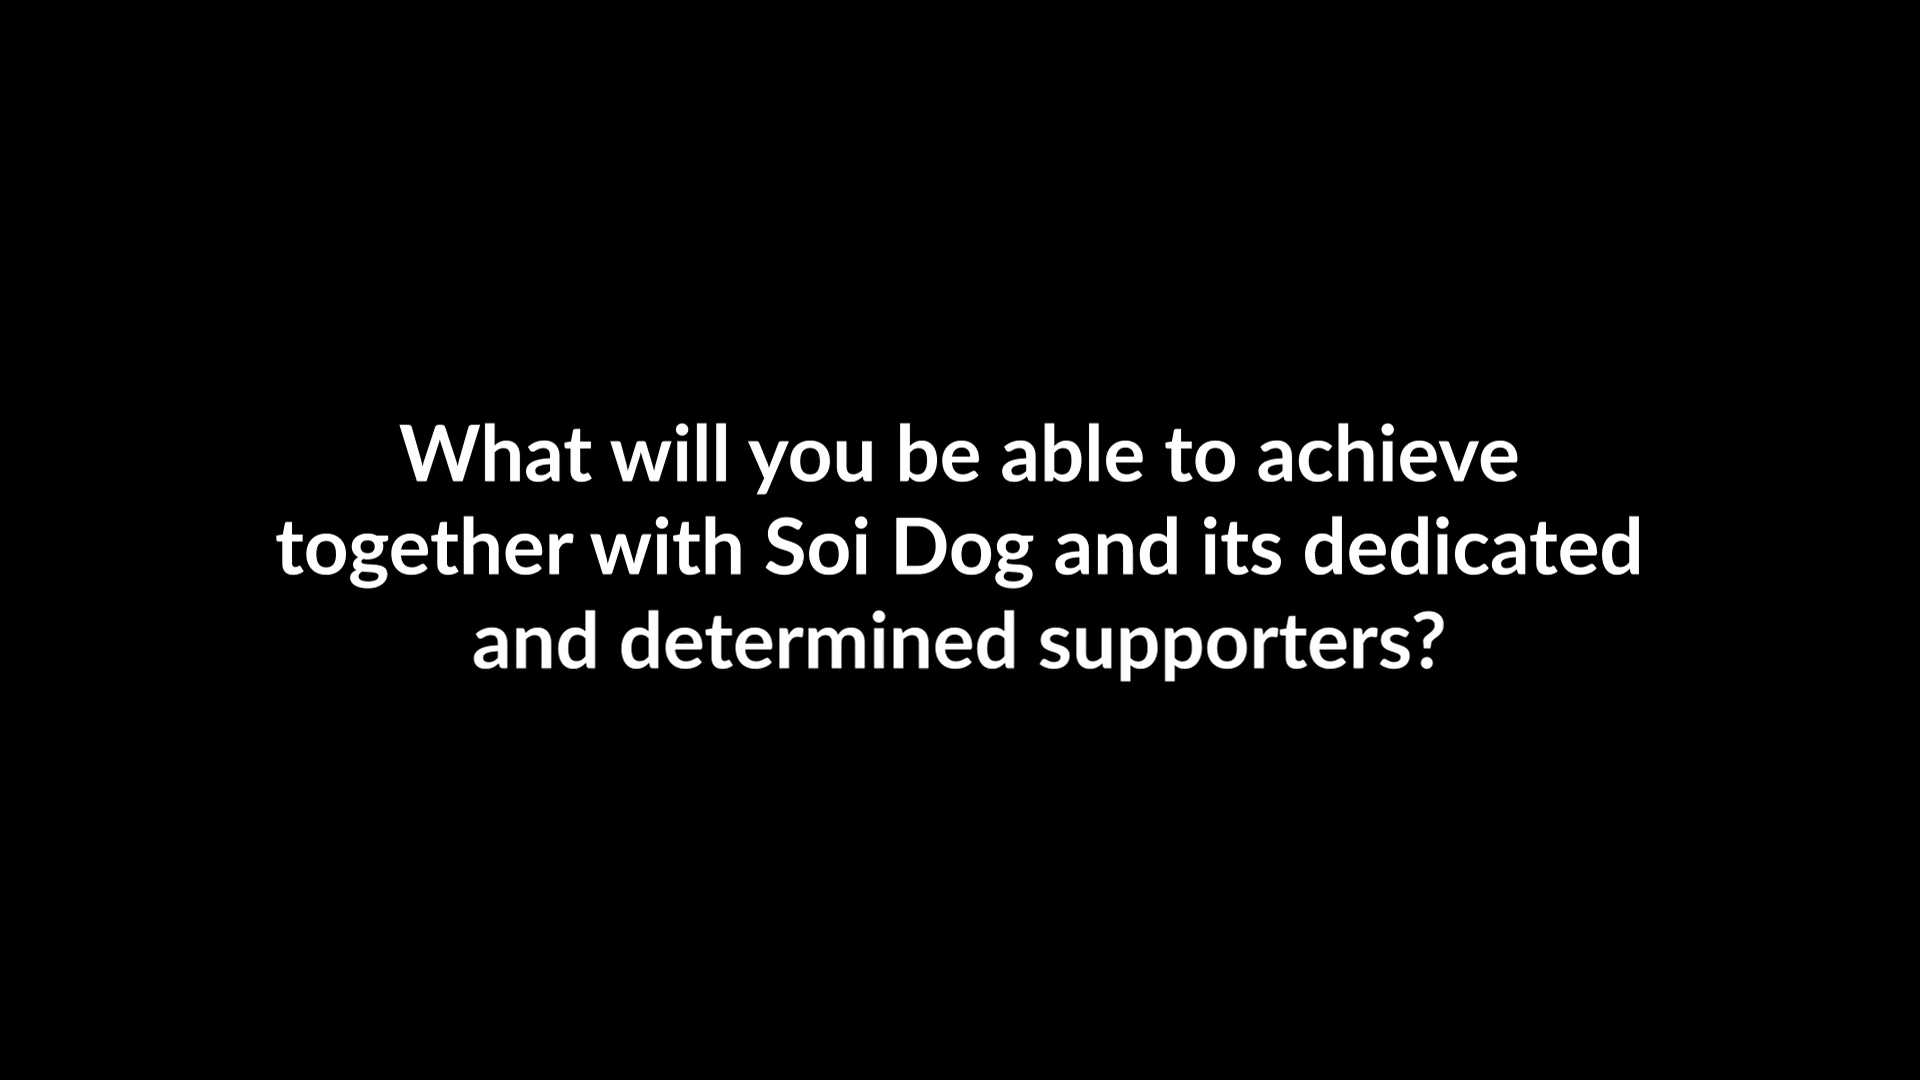 What will you be able to achieve
together with Soi Dog and its dedicated
and determined supporters?